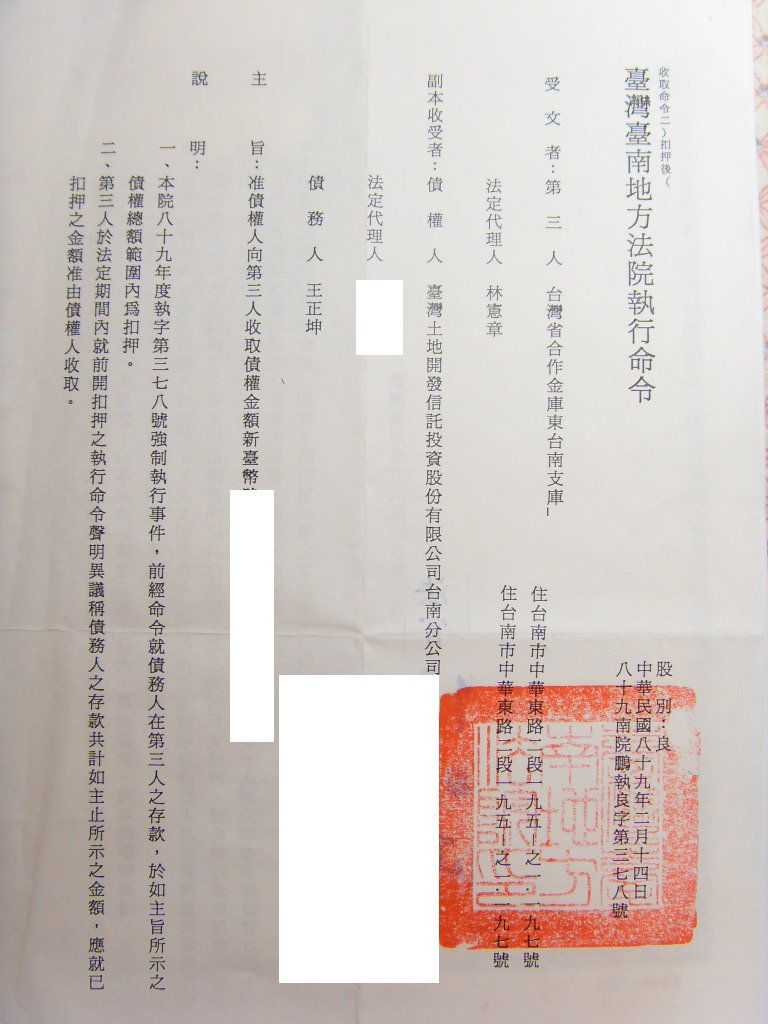 收取命令二）扣押後（
臺灣臺南地方法院執行命令
股別：良
中華民國八十九年二月十四日
八十九南院鵬執良字第三七八號
受文者：第三人 台灣省合作金庫東台南支庫
住台南市中華東路二段一九五－之一．一九七號
法定代理人 林憲章
住台南市中華東路二段一九五－之一．一九七號
副本收受者：債權人 臺灣土地開發信託投資股份有限公司台南分公司
法定代理人
債務人 王正坤
主旨：准債權人向第三人收取債權金額新臺幣
說明：
一、本院八十九年度執字第三七八號強制執行事件，前經命令就債務人在第三人之存款，於如主旨所示之
債權總額範圍內為扣押。
二、第三人於法定期間內就前開扣押之執行命令聲明異議稱債務人之存款共計如主止所示之金額，應就已
扣押之金額准由債權人收取。